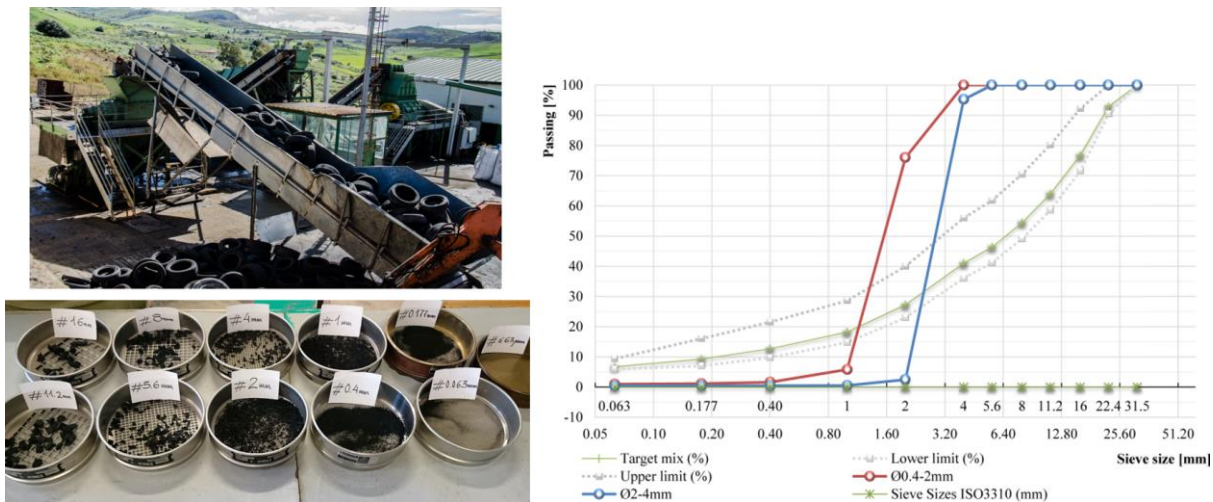 #16mm
#8mm
#4mm
#1mm
#0.177mm
#11.2mm
#5.6mm
#2mm
#0.4mm
#0.063mm
Passing [%]
100
90
80
70
60
50
40
30
20
10
0
-10
0.063 0.177 0.40 1 2 4 5.6 8 11.2 16 22.4 31.5
0.05 0.10 0.20 0.40 0.80 1.60 3.20 6.40 12.80 25.60 51.20
Sieve size [mm]
Target mix (%)
Lower limit (%)
Upper limit (%)
Ø0.4-2mm
Ø2-4mm
Sieve Sizes ISO3310 (mm)